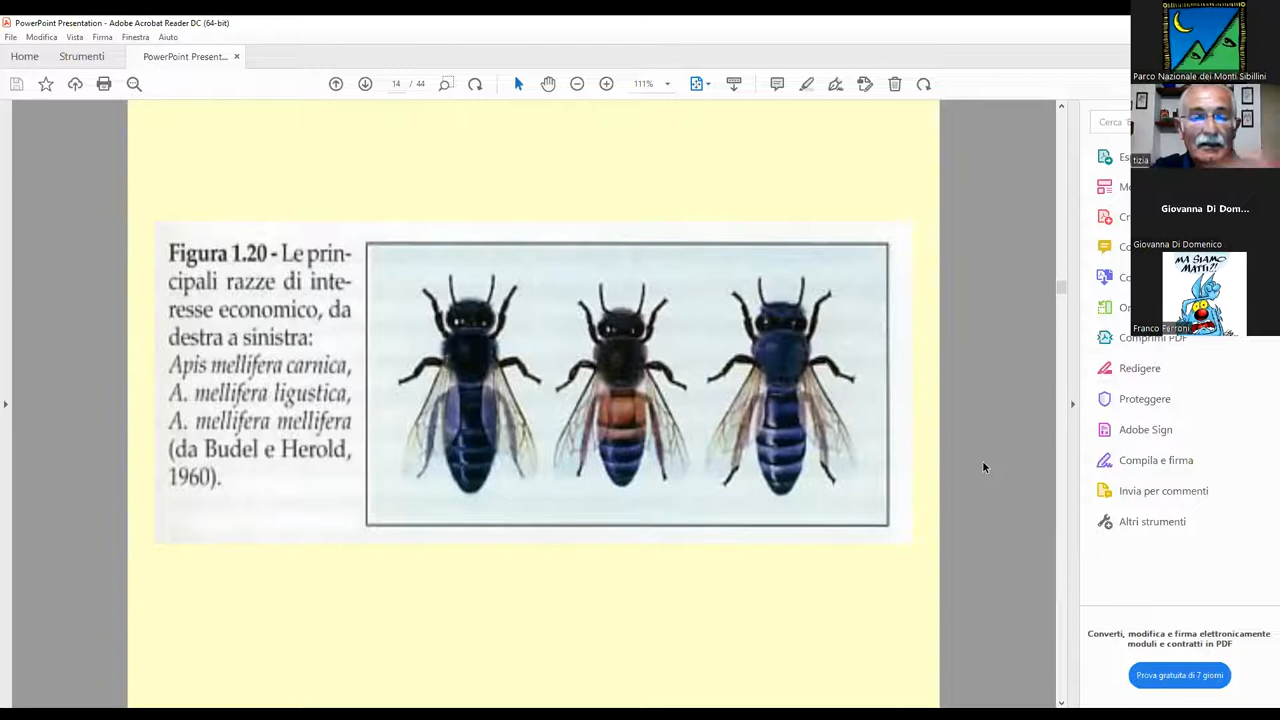 PowerPoint Presentation - Adobe Acrobat Reader DC (64-bit)
File Modifica Vista Firma Finestra Aiuto
Home Strumenti PowerPoint Present... ×
14 / 44 111%
Figura 1.20 - Le prin-
cipali razze di inte-
resse economico, da
destra a sinistra:
Apis mellifera carnica,
A. mellifera ligustica,
A. mellifera mellifera
(da Budel e Herold,
1960).
Parco Nazionale dei Monti Sibillini
tizia
Giovanna Di Dom...
Giovanna Di Domenico
MA SIAMO
MATTI?!
Franco Ferroni
Cerca
Comprimi PDF
Redigere
Proteggere
Adobe Sign
Compila e firma
Invia per commenti
Altri strumenti
Converti, modifica e firma elettronicamente
moduli e contratti in PDF
Prova gratuita di 7 giorni